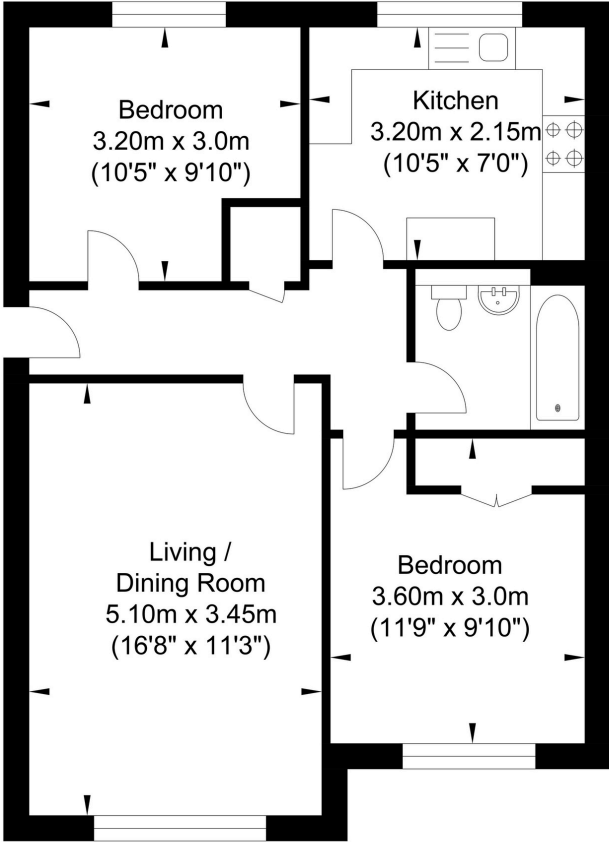 Bedroom
3.20m x 3.0m
(10'5" x 9'10")
Kitchen
3.20m x 2.15m
(10'5" x 7'0")
Living /
Dining Room
5.10m x 3.45m
(16'8" x 11'3")
Bedroom
3.60m x 3.0m
(11'9" x 9'10")